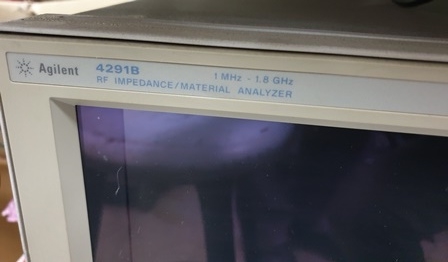 Agilent 4291B 1 MHz - 1.8 GHz
RF IMPEDANCE/MATERIAL ANALYZER